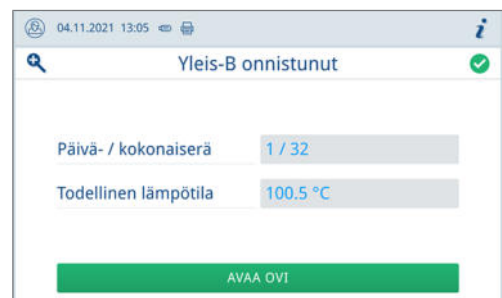 04.11.2021 13:05
Yleis-B onnistunut
Päivä- / kokonaiserä 1 / 32
Todellinen lämpötila 100.5 °C
AVAA OVI